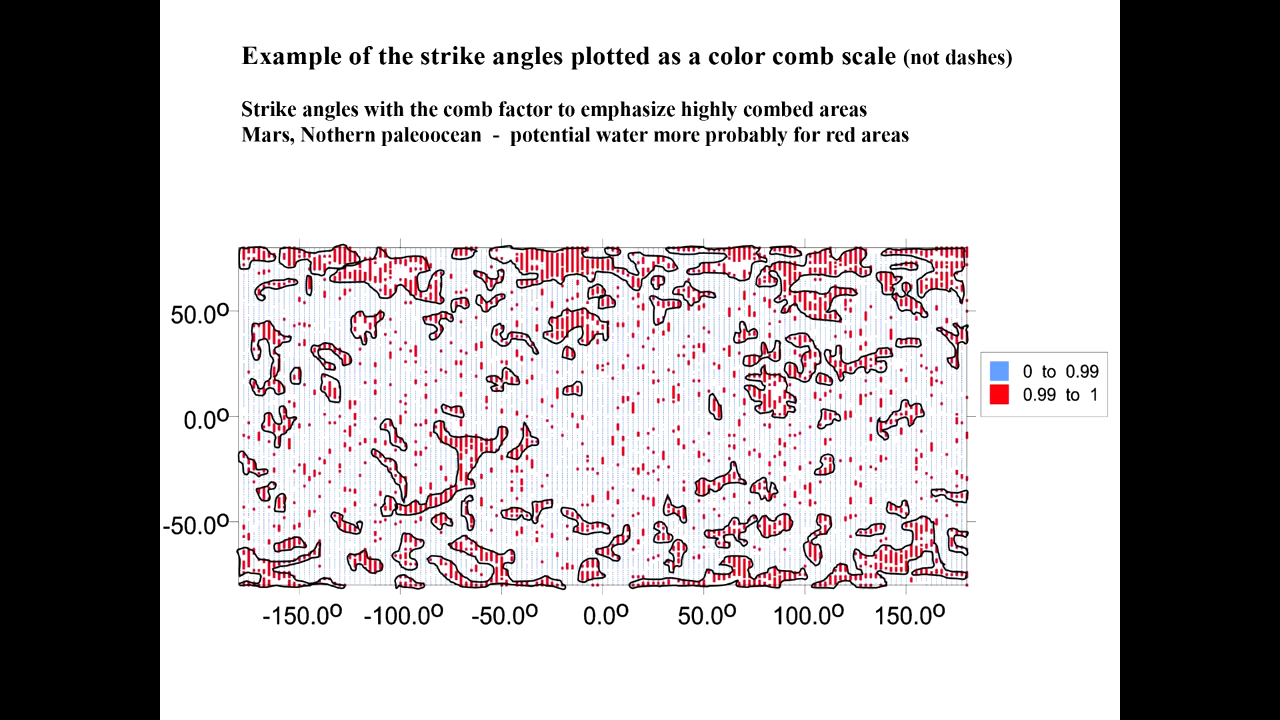 Example of the strike angles plotted as a color comb scale (not dashes)
Strike angles with the comb factor to emphasize highly combed areas
Mars, Nothern paleoocean - potential water more probably for red areas
50.0º
0.0º
-50.0º
0 to 0.99
0.99 to 1
-150.0º -100.0º -50.0º 0.0º 50.0º 100.0º 150.0º